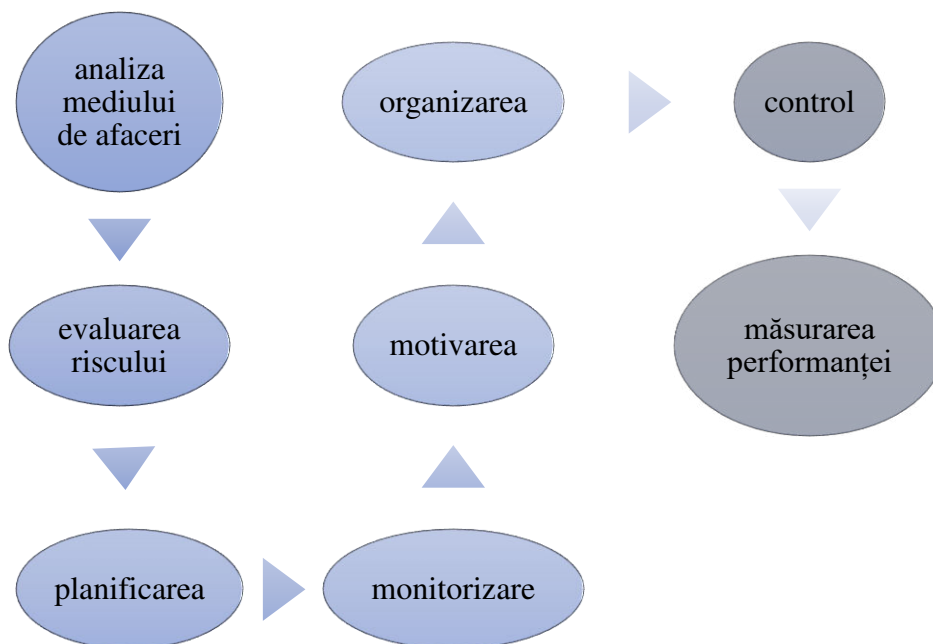 analiza
mediului
de afaceri
evaluarea
riscului
planificarea
monitorizare
motivarea
organizarea
control
măsurarea
performanței